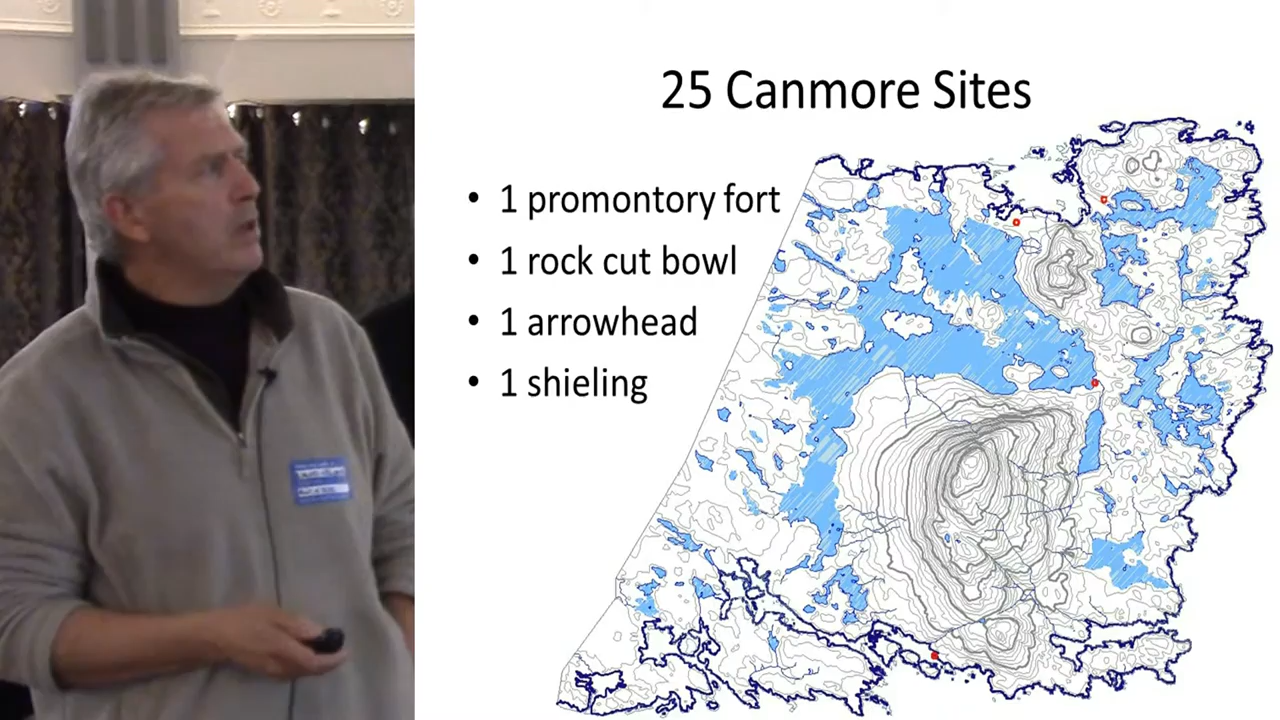 25 Canmore Sites
• 1 promontory fort
• 1 rock cut bowl
• 1 arrowhead
• 1 shieling